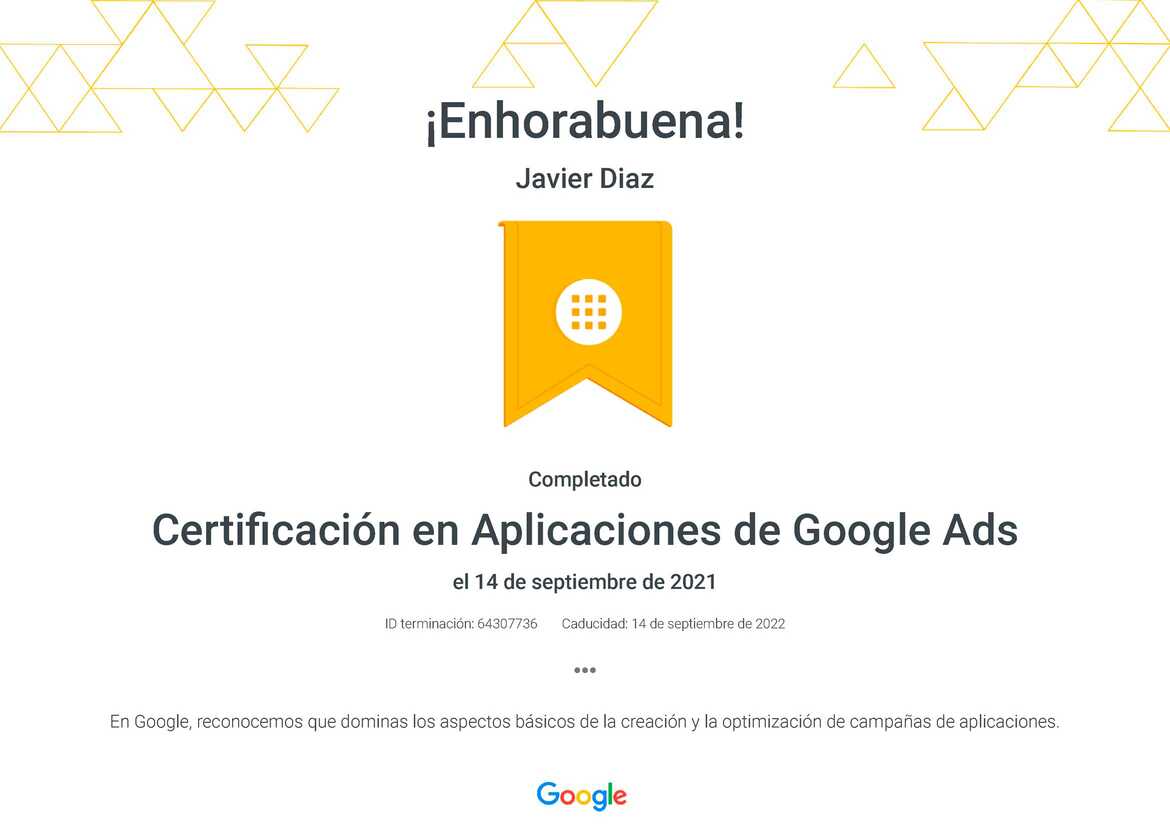 ¡Enhorabuena!
Javier Diaz
Completado
Certificación en Aplicaciones de Google Ads
el 14 de septiembre de 2021
ID terminación: 64307736 Caducidad: 14 de septiembre de 2022
En Google, reconocemos que dominas los aspectos básicos de la creación y la optimización de campañas de aplicaciones.
Google